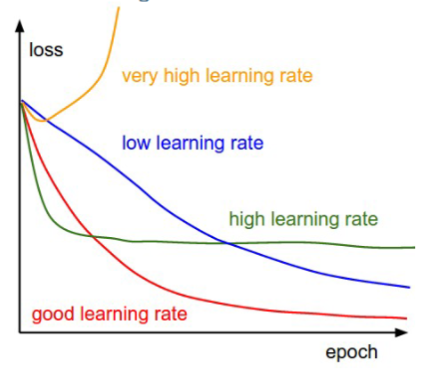 loss
very high learning rate
low learning rate
high learning rate
good learning rate
epoch